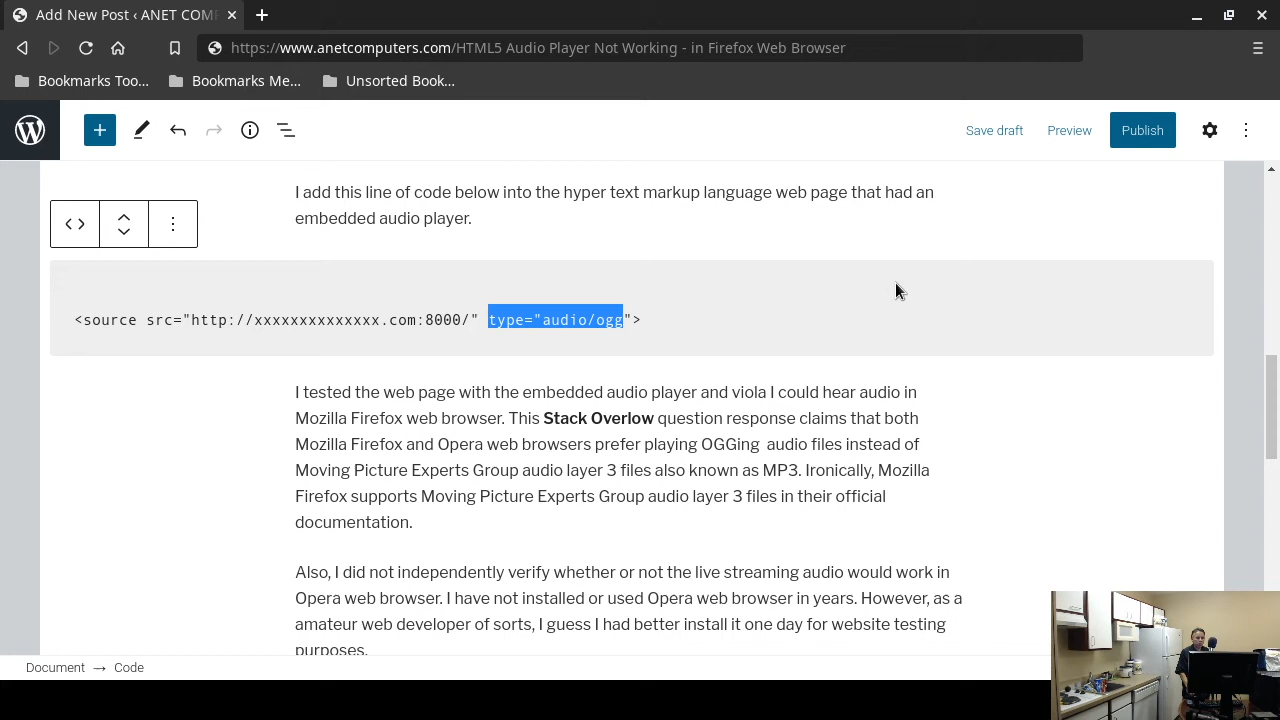 Add New Post ‹ ANET COMP
https://www.anetcomputers.com/HTML5 Audio Player Not Working - in Firefox Web Browser
Bookmarks Too... Bookmarks Me... Unsorted Book...
Save draft Preview Publish
I add this line of code below into the hyper text markup language web page that had an
embedded audio player.
<source src="http://xxxxxxxxxxxxxx.com:8000/" type="audio/ogg">
I tested the web page with the embedded audio player and viola I could hear audio in
Mozilla Firefox web browser. This Stack Overlow question response claims that both
Mozilla Firefox and Opera web browsers prefer playing OGGing  audio files instead of
Moving Picture Experts Group audio layer 3 files also known as MP3. Ironically, Mozilla
Firefox supports Moving Picture Experts Group audio layer 3 files in their official
documentation.
Also, I did not independently verify whether or not the live streaming audio would work in
Opera web browser. I have not installed or used Opera web browser in years. However, as a
amateur web developer of sorts, I guess I had better install it one day for website testing
purposes.
Document → Code